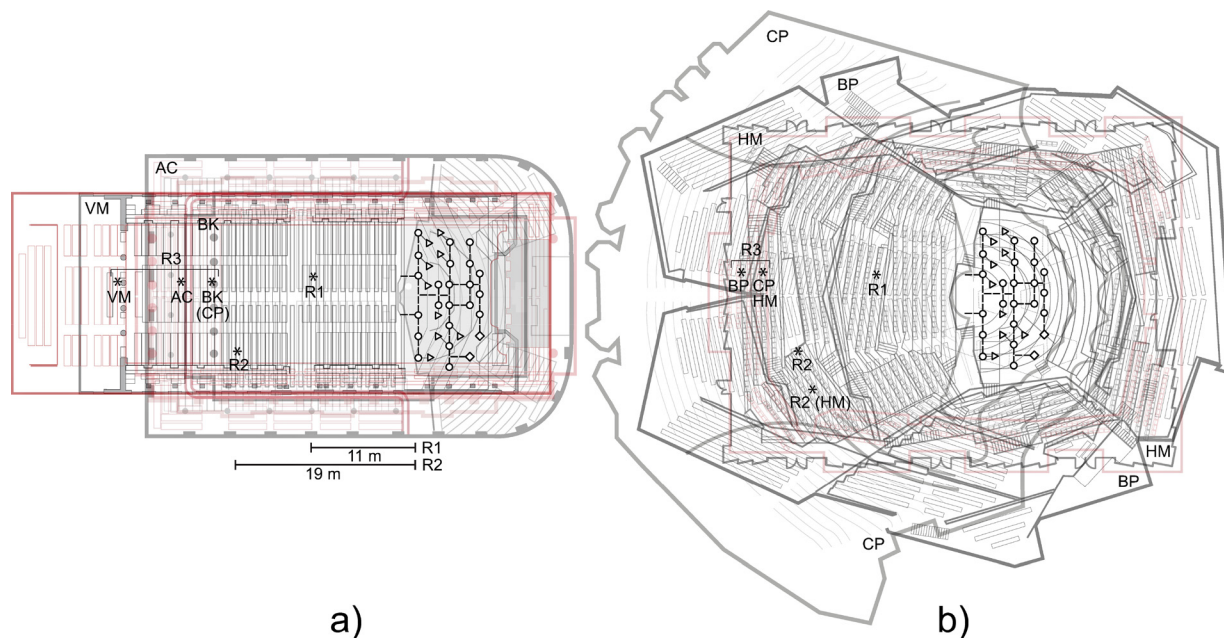 AC
VM
BK
R3
VM
AC
BK
(CP)
R1
R2
11 m
R1
19 m
R2
a)
CP
BP
HM
R3
BP
CP
HM
R1
R2
R2 (HM)
HM
BP
CP
b)